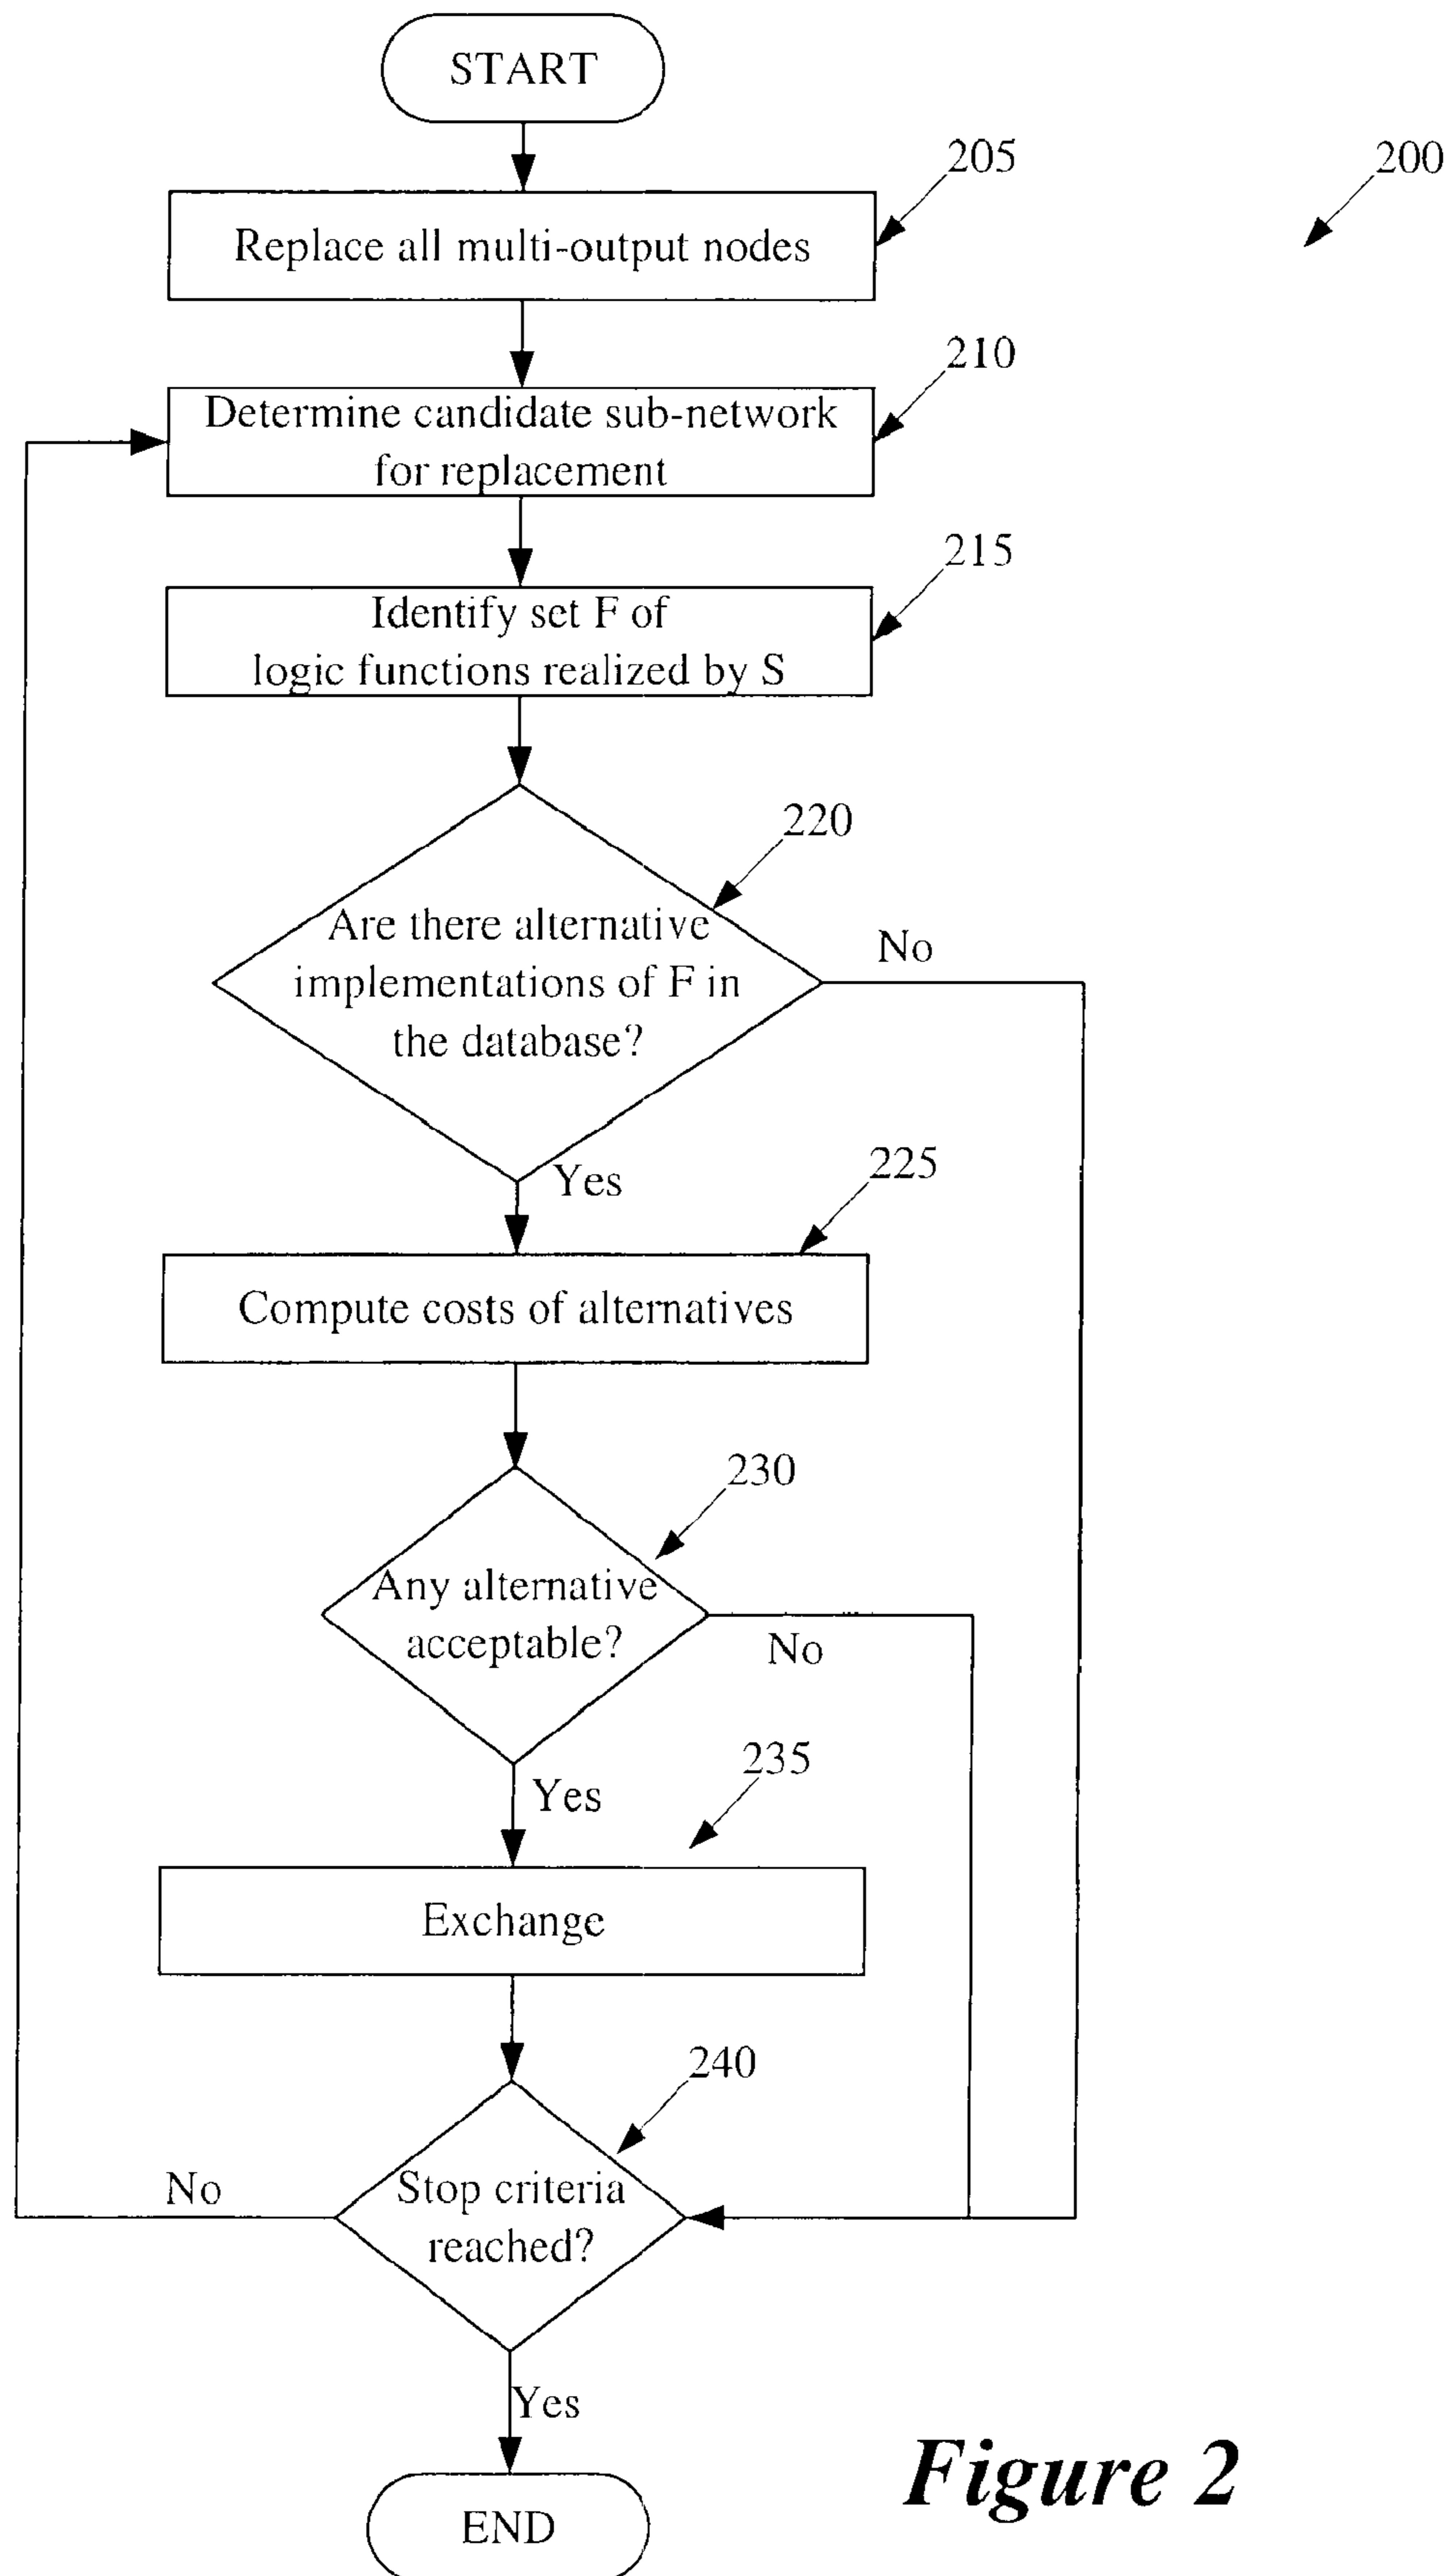 START
205
200
Replace all multi-output nodes
210
Determine candidate sub-network
for replacement
215
Identify set F of
logic functions realized by S
220
Are there alternative
implementations of F in
the database?
No
Yes
225
Compute costs of alternatives
230
Any alternative
acceptable?
No
Yes
235
Exchange
240
Stop criteria
reached?
No
Yes
END
Figure 2